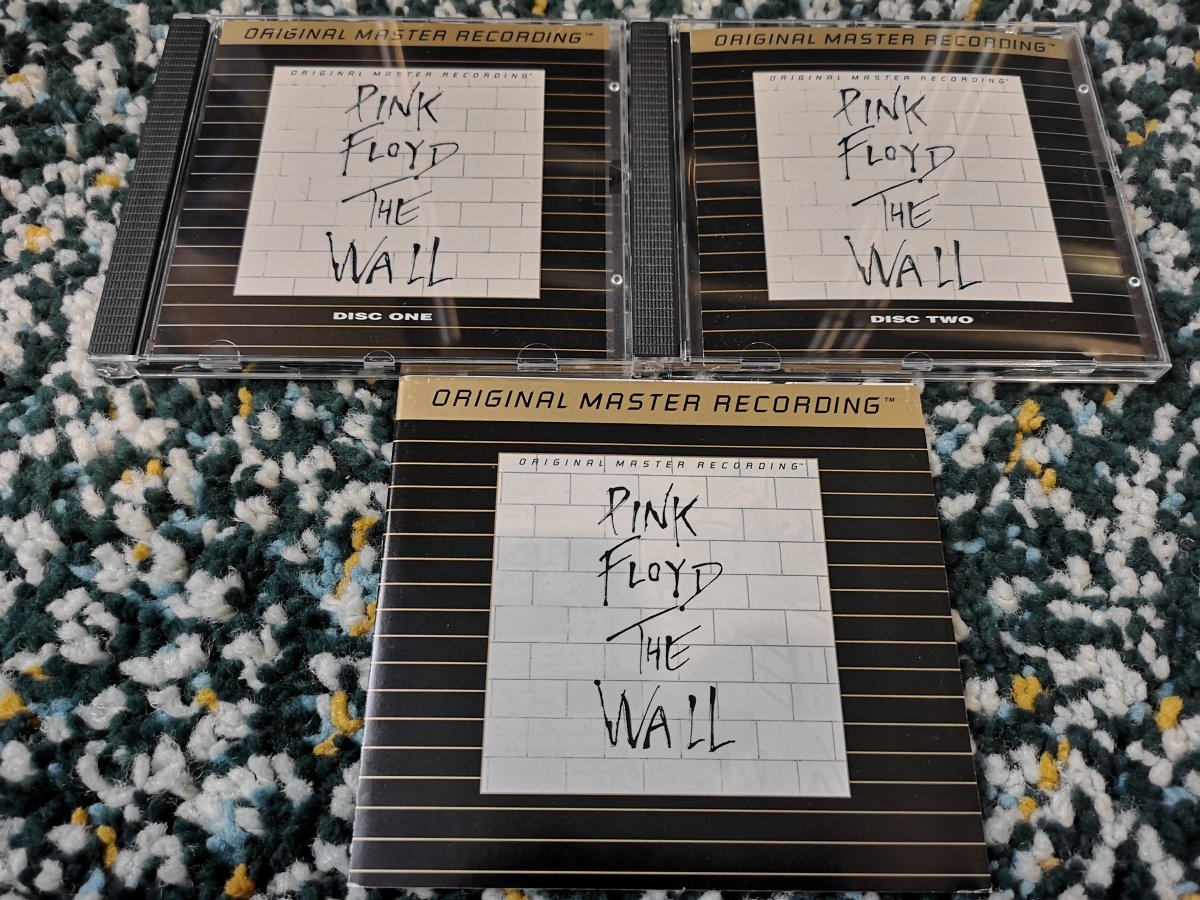 ORIGINAL MASTER RECORDING™
ORIGINAL MASTER RECORDING™
PINK
FLOYD
THE
WALL
DISC ONE
ORIGINAL MASTER RECORDING™
ORIGINAL MASTER RECORDING™
PINK
FLOYD
THE
WALL
DISC TWO
ORIGINAL MASTER RECORDING™
ORIGINAL MASTER RECORDING™
PINK
FLOYD
THE
WALL